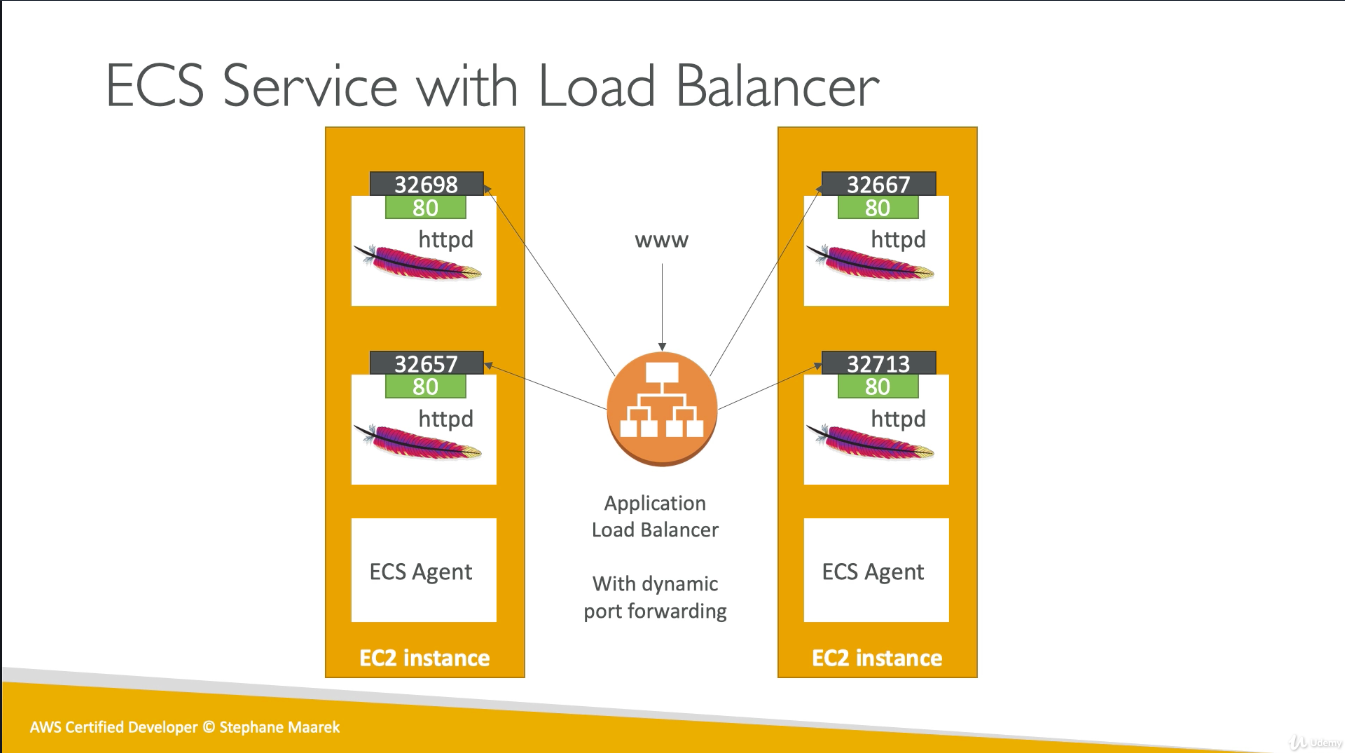 ECS Service with Load Balancer
32698
80
httpd
32657
80
httpd
ECS Agent
EC2 instance
www
Application
Load Balancer
With dynamic
port forwarding
32667
80
httpd
32713
80
httpd
ECS Agent
EC2 instance
AWS Certified Developer © Stephane Maarek
Udemy